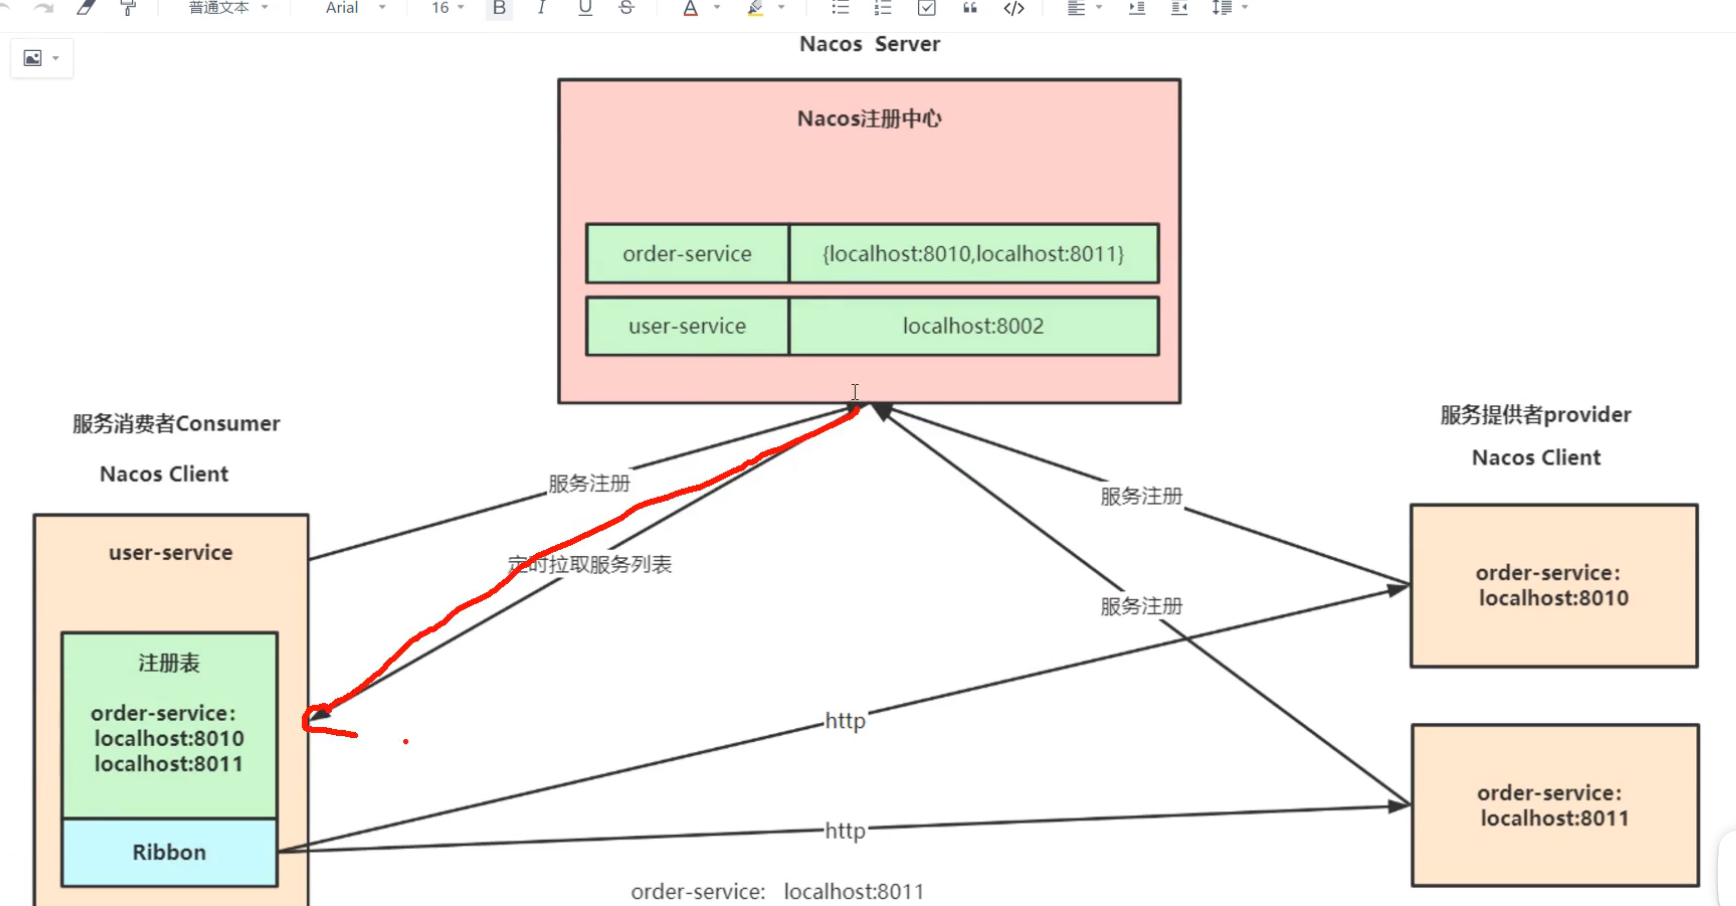 普通文本 Arial 16 B I U S A
Nacos Server
Nacos注册中心
order-service {localhost:8010,localhost:8011}
user-service localhost:8002
服务消费者Consumer
Nacos Client
服务提供者provider
Nacos Client
服务注册
定时拉取服务列表
服务注册
服务注册
user-service
注册表
order-service:
localhost:8010
localhost:8011
Ribbon
http
http
order-service:
localhost:8010
order-service:
localhost:8011
order-service: localhost:8011